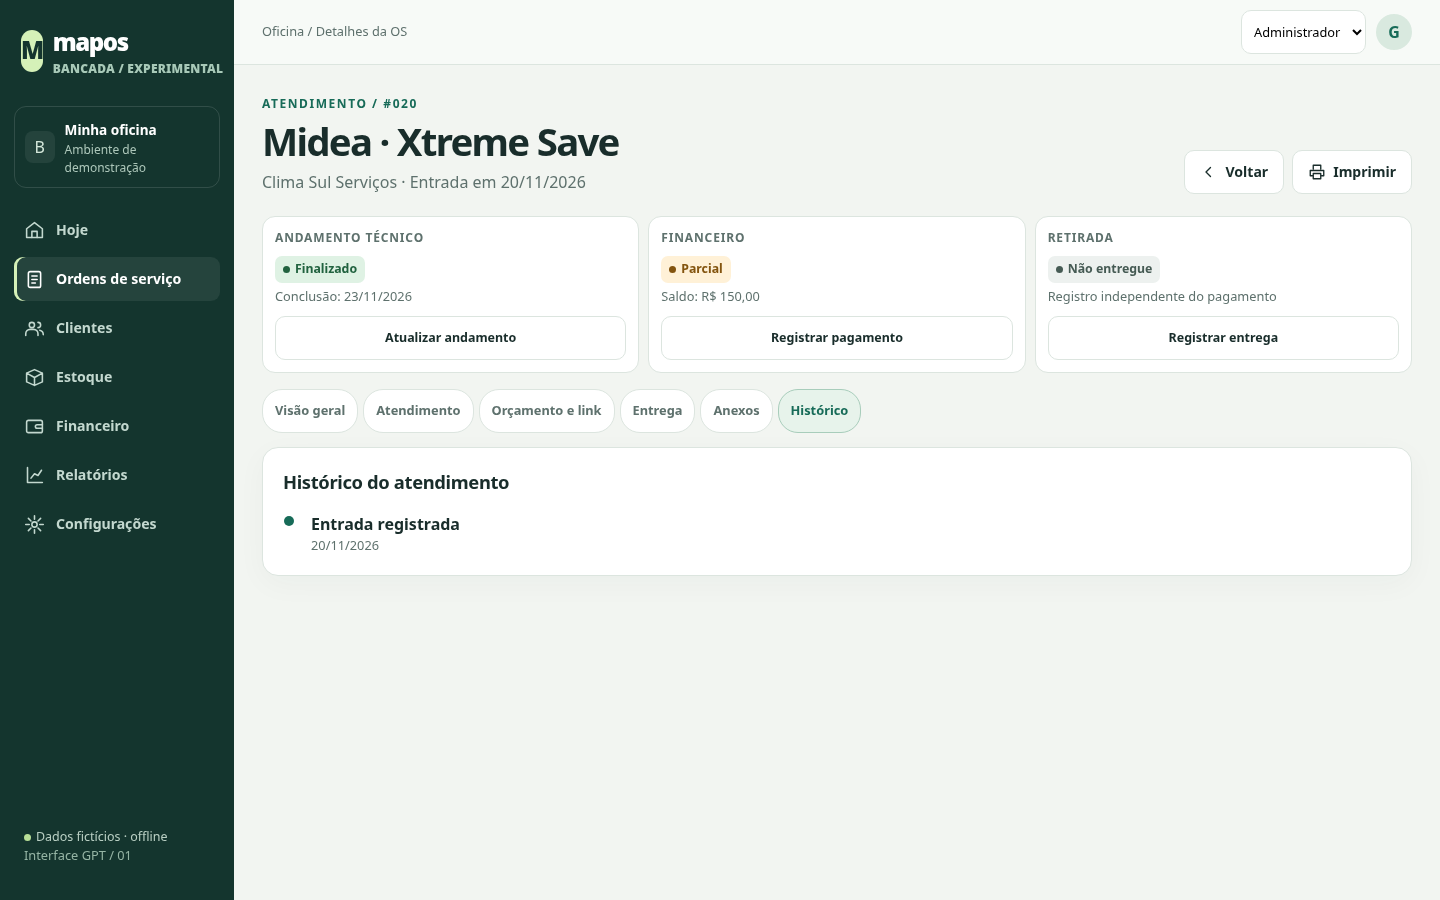 M
mapos
BANCADA / EXPERIMENTAL
B
Minha oficina
Ambiente de
demonstração
Hoje
Ordens de serviço
Clientes
Estoque
Financeiro
Relatórios
Configurações
Dados fictícios · offline
Interface GPT / 01
Oficina / Detalhes da OS
Administrador
G
ATENDIMENTO / #020
Midea · Xtreme Save
Clima Sul Serviços · Entrada em 20/11/2026
Voltar
Imprimir
ANDAMENTO TÉCNICO
Finalizado
Conclusão: 23/11/2026
Atualizar andamento
FINANCEIRO
Parcial
Saldo: R$ 150,00
Registrar pagamento
RETIRADA
Não entregue
Registro independente do pagamento
Registrar entrega
Visão geral
Atendimento
Orçamento e link
Entrega
Anexos
Histórico
Histórico do atendimento
Entrada registrada
20/11/2026